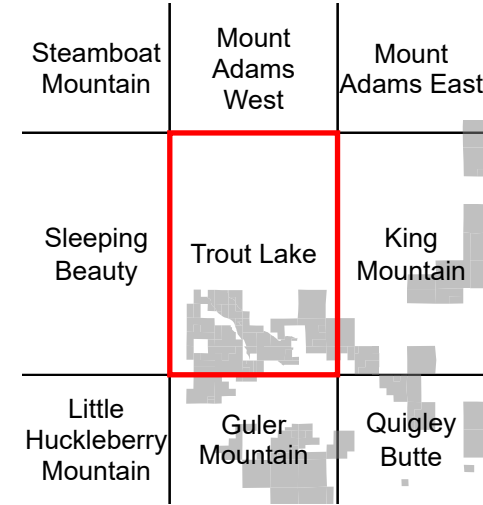 Steamboat
Mountain
Mount
Adams
West
Mount
Adams East
Sleeping
Beauty
Trout Lake
King
Mountain
Little
Huckleberry
Mountain
Guler
Mountain
Quigley
Butte